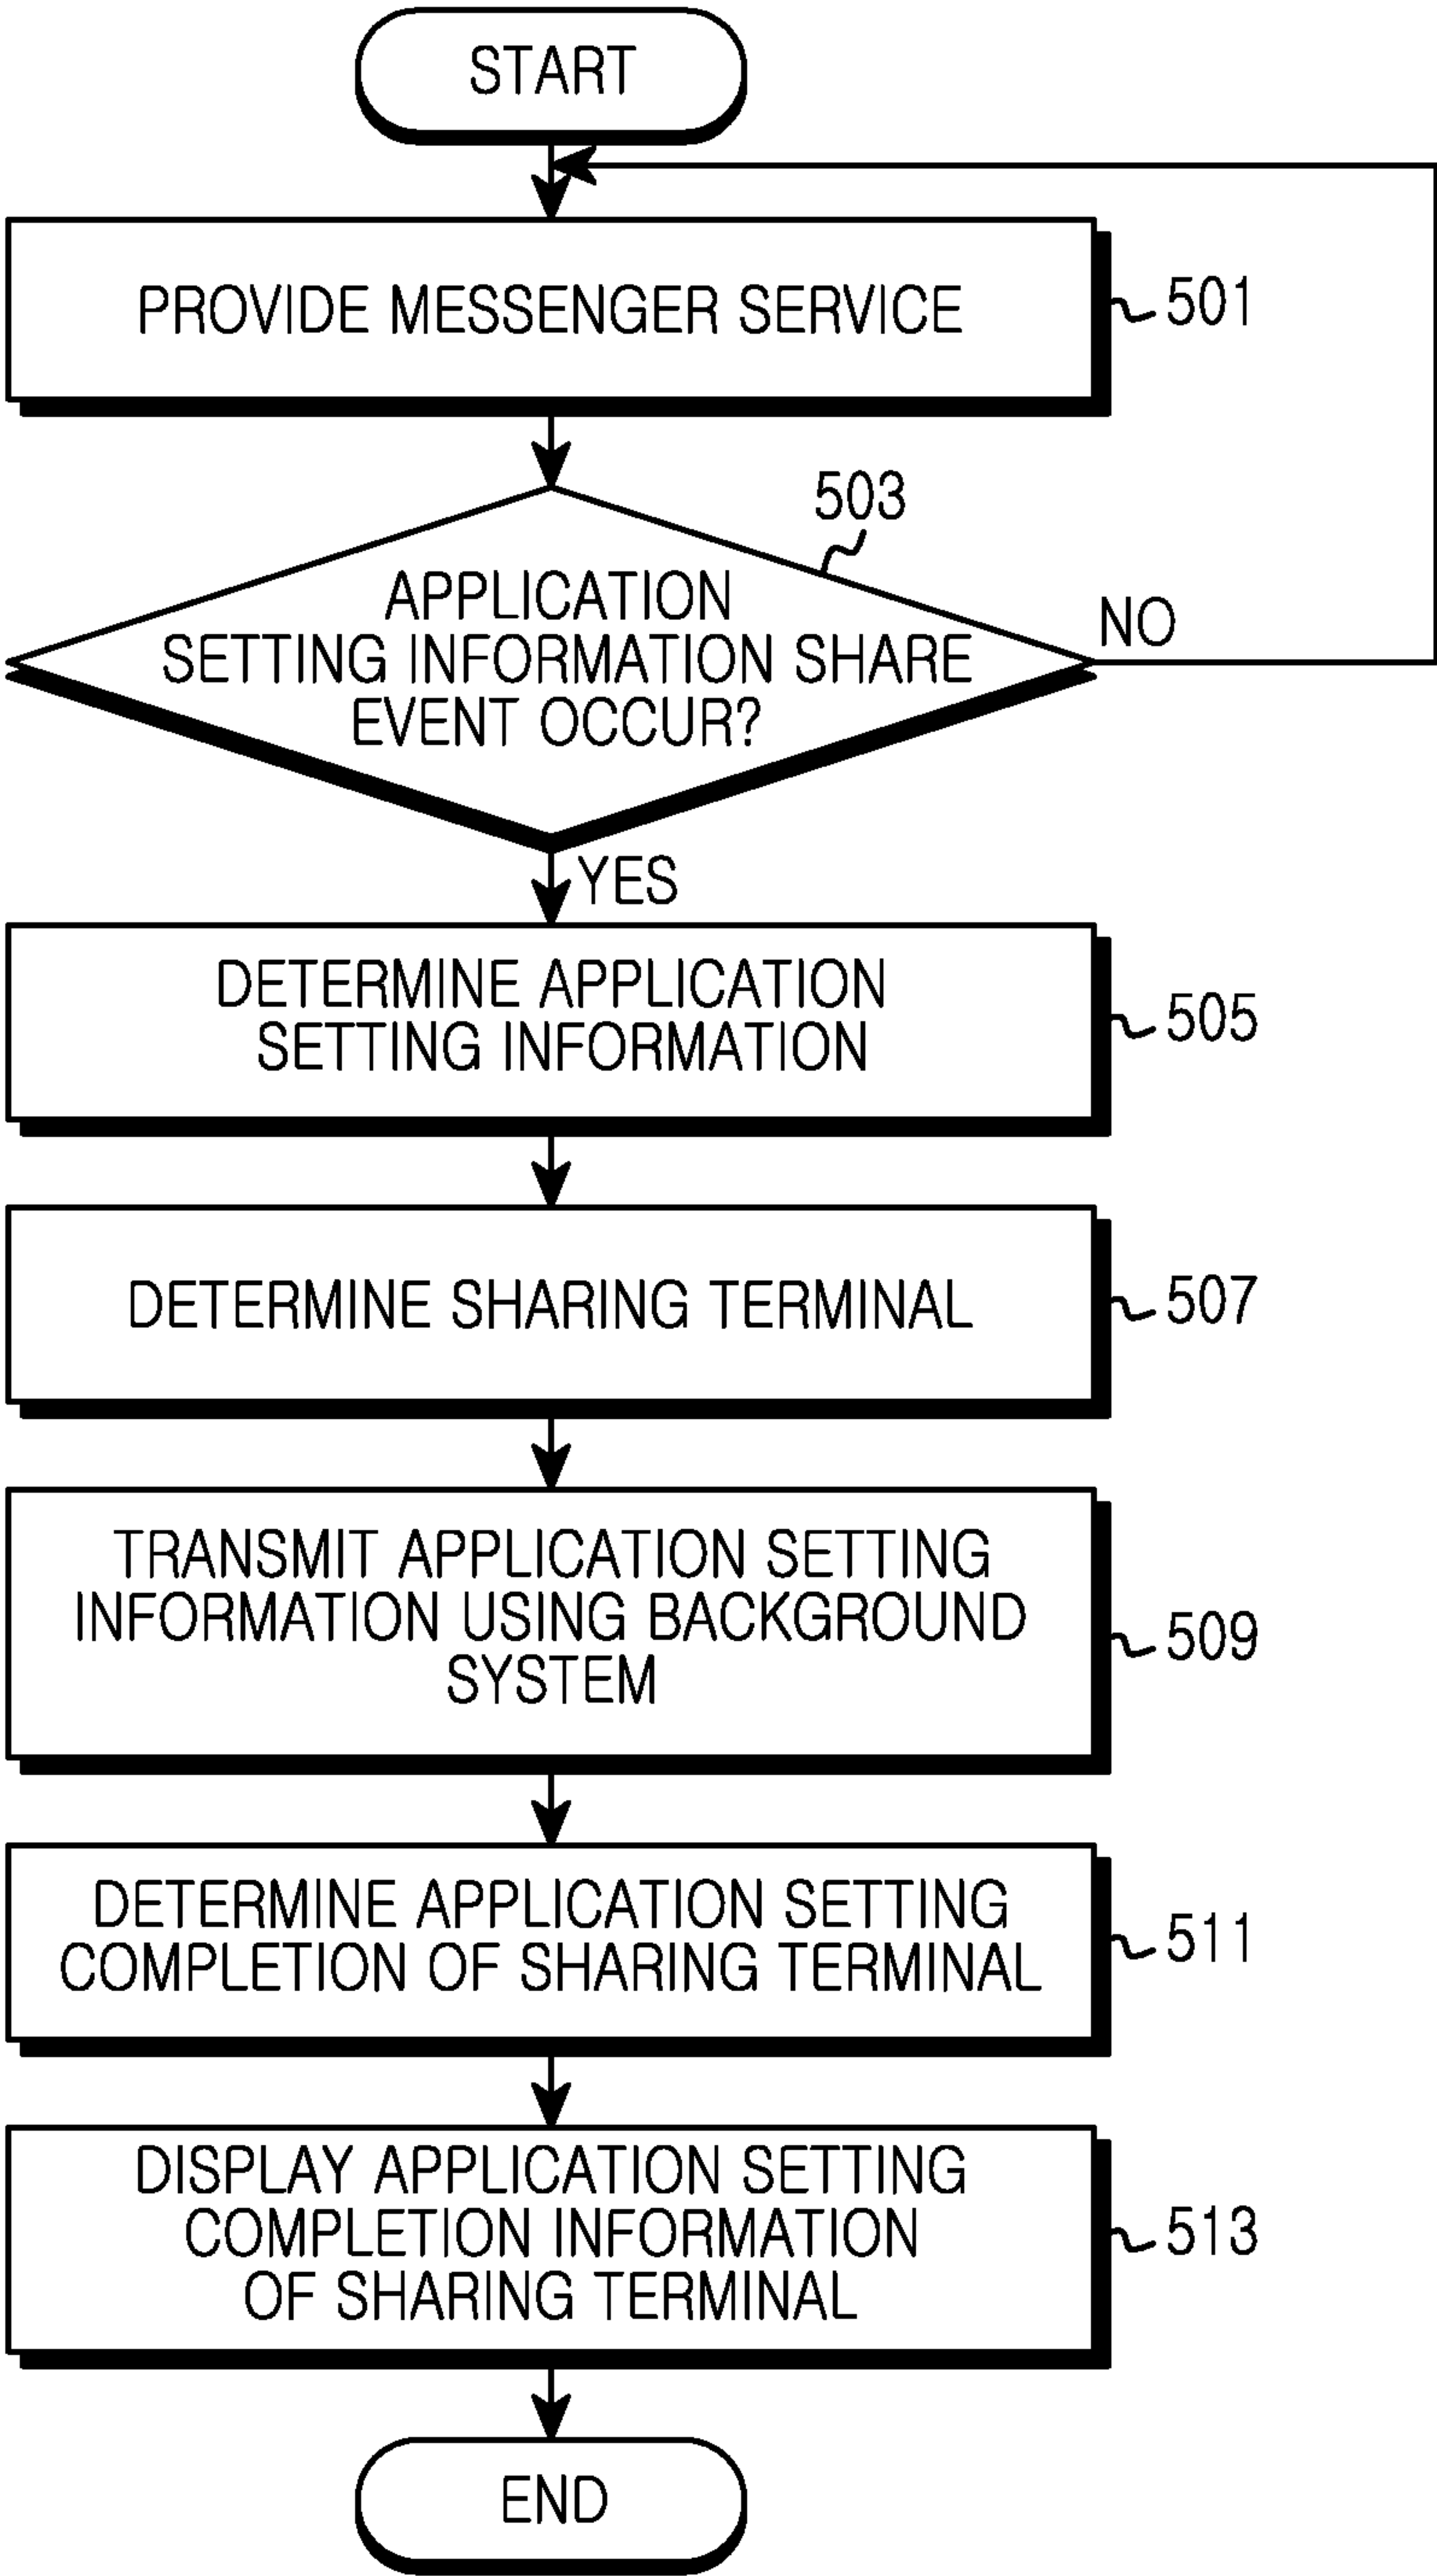 START
PROVIDE MESSENGER SERVICE
501
503
APPLICATION
SETTING INFORMATION SHARE
EVENT OCCUR?
NO
YES
DETERMINE APPLICATION
SETTING INFORMATION
505
DETERMINE SHARING TERMINAL
507
TRANSMIT APPLICATION SETTING
INFORMATION USING BACKGROUND
SYSTEM
509
DETERMINE APPLICATION SETTING
COMPLETION OF SHARING TERMINAL
511
DISPLAY APPLICATION SETTING
COMPLETION INFORMATION
OF SHARING TERMINAL
513
END